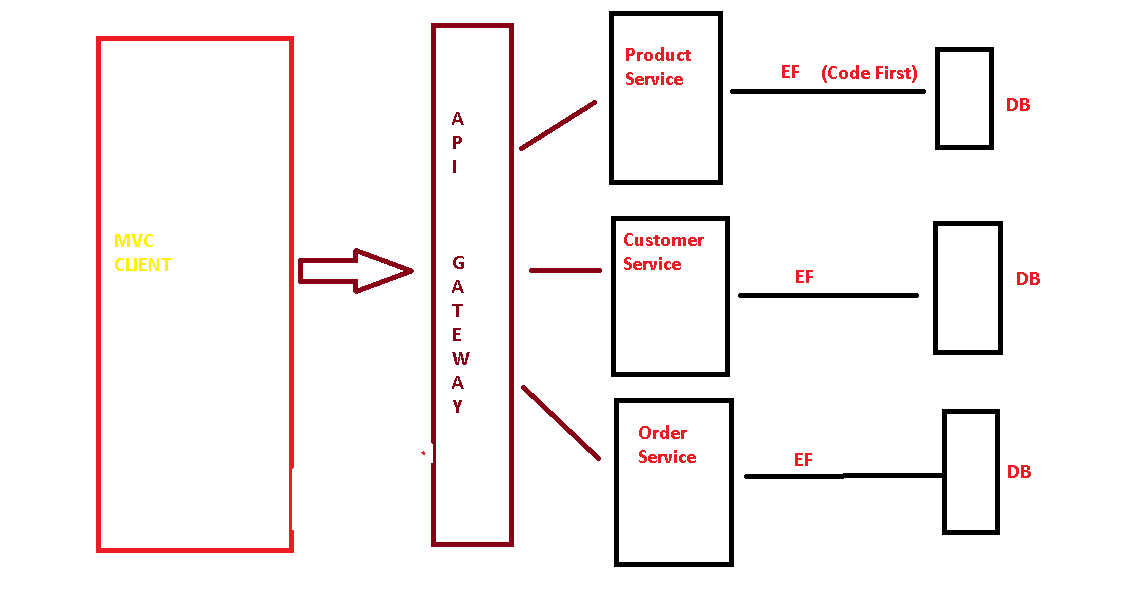 MVC
CLIENT
A
P
I
G
A
T
E
W
A
Y
Product
Service
EF (Code First)
DB
Customer
Service
EF
DB
Order
Service
EF
DB